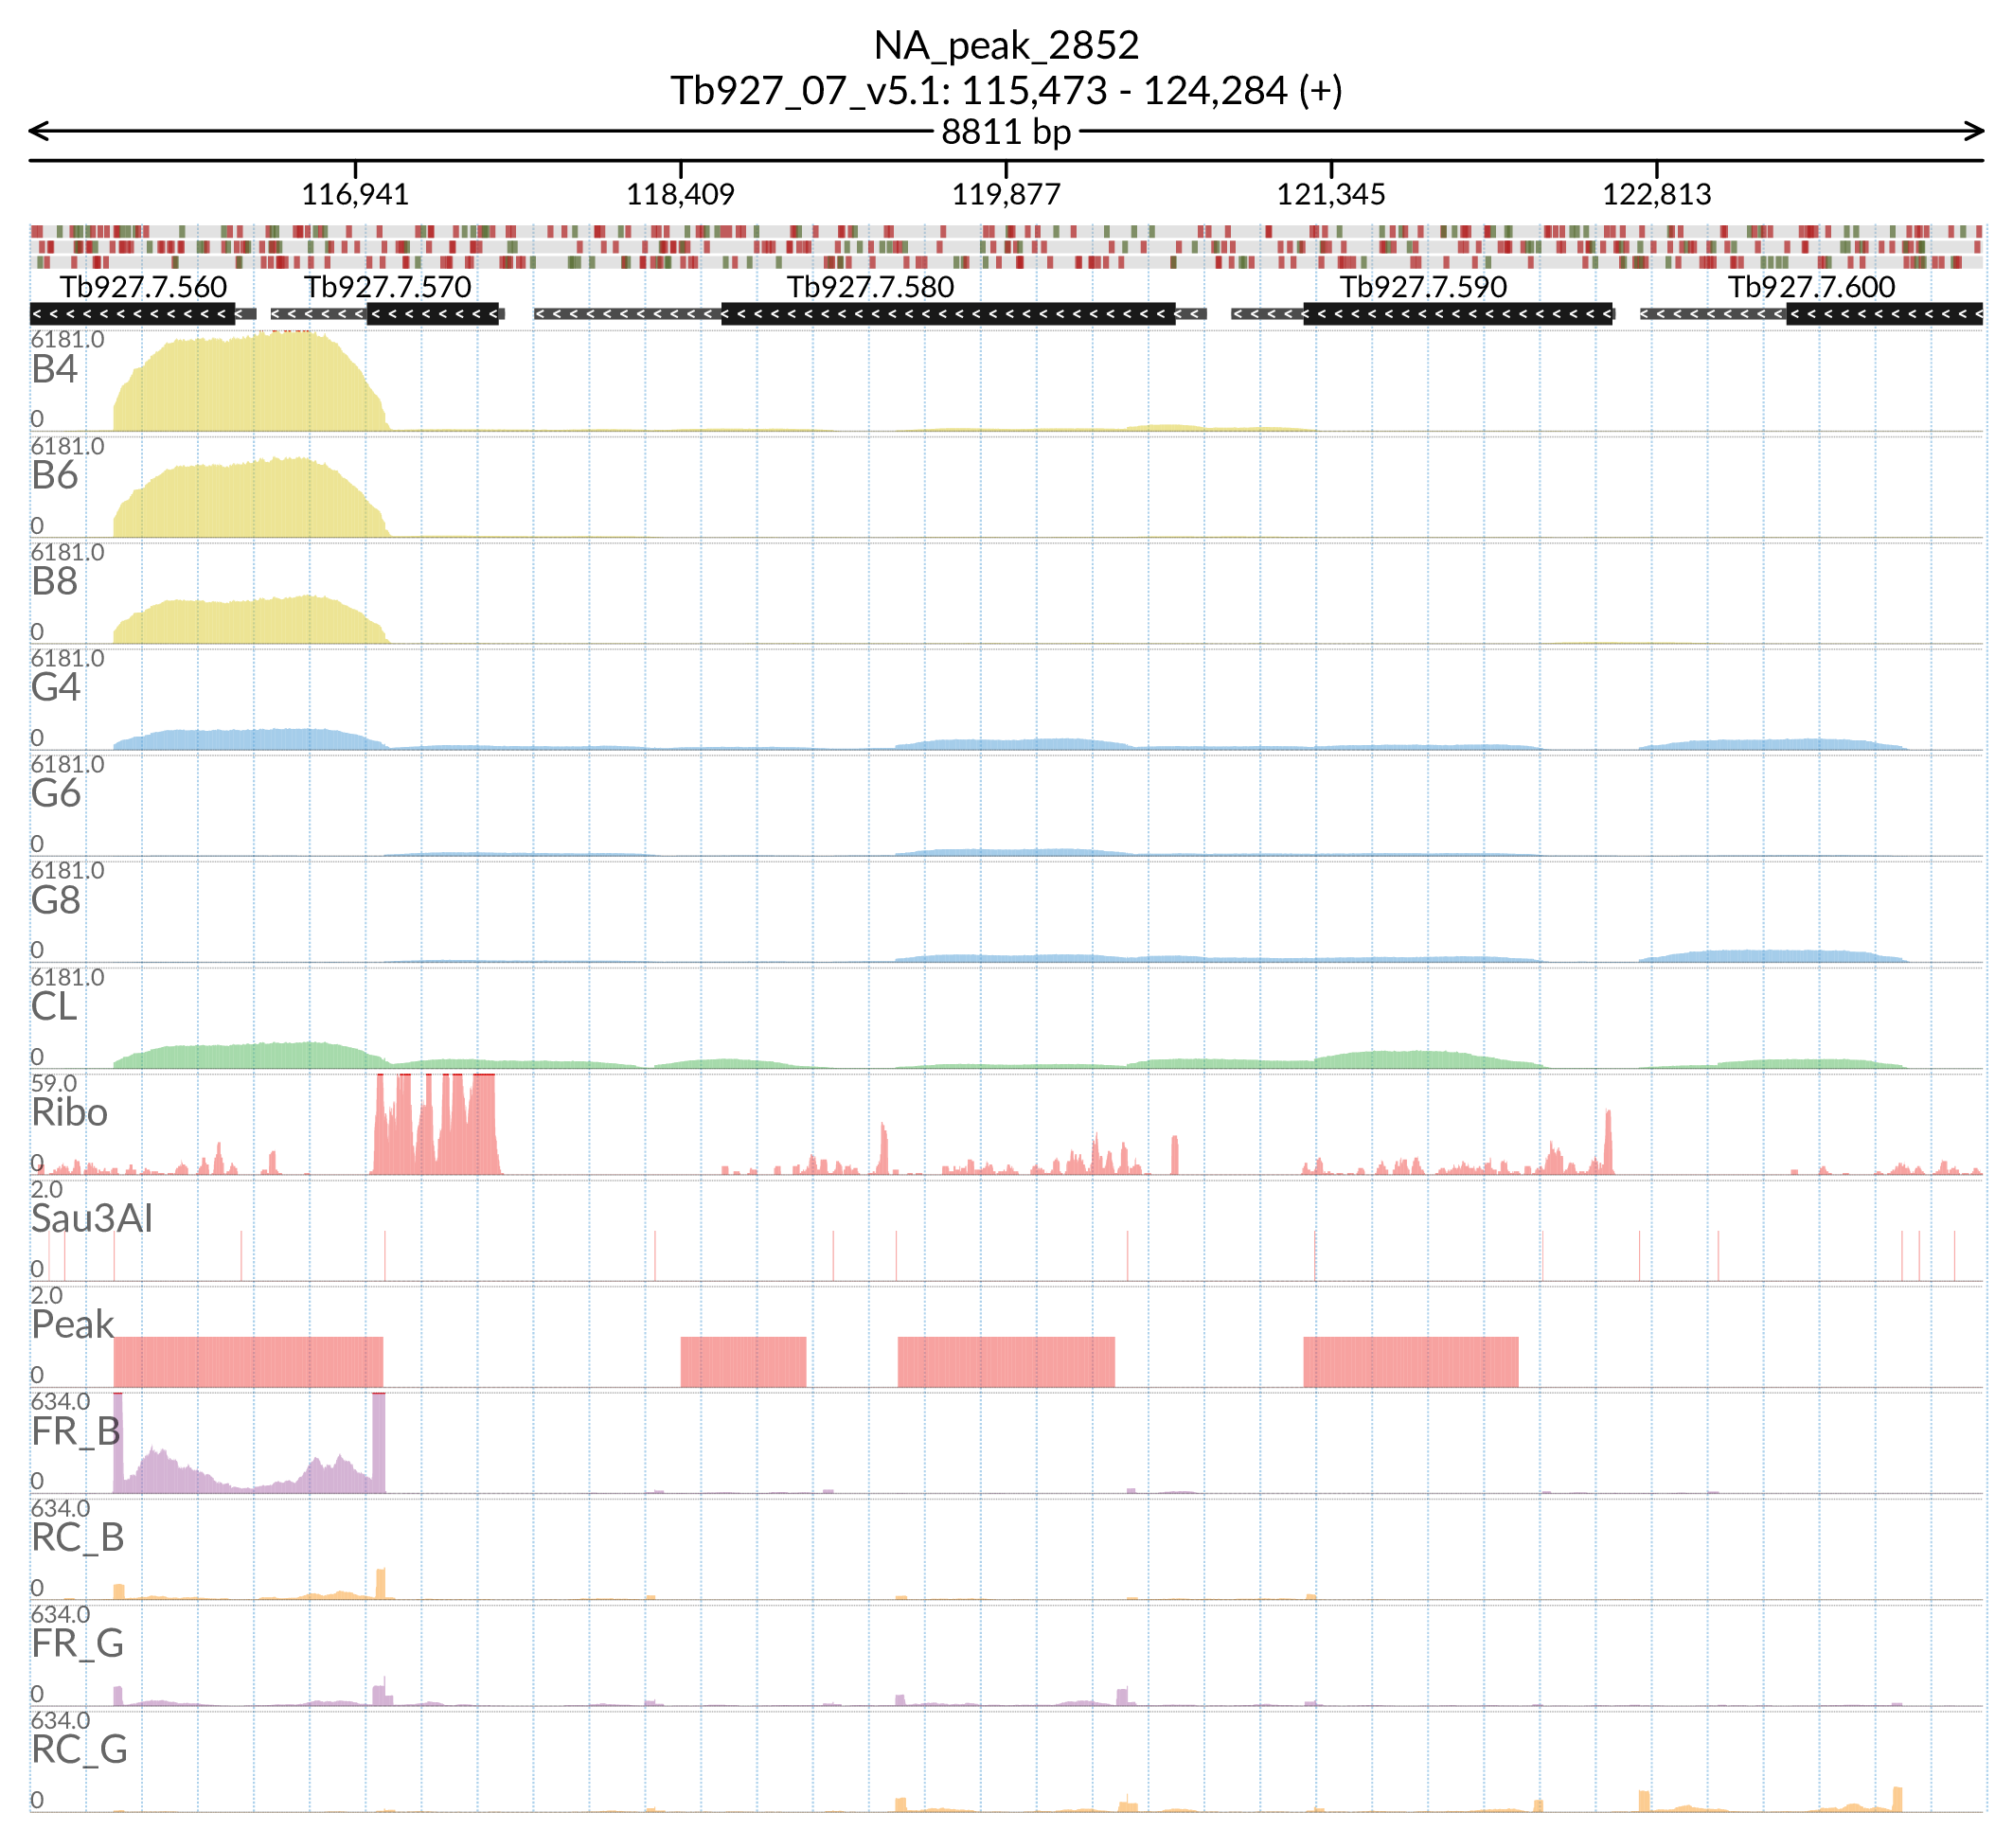 NA_peak_2852
Tb927_07_v5.1: 115,473 - 124,284 (+)
8811 bp
116,941 118,409 119,877 121,345 122,813
Tb927.7.560 Tb927.7.570 Tb927.7.580 Tb927.7.590 Tb927.7.600
6181.0
B4
0
6181.0
B6
0
6181.0
B8
0
6181.0
G4
0
6181.0
G6
0
6181.0
G8
0
6181.0
CL
0
59.0
Ribo
0
2.0
Sau3AI
0
2.0
Peak
0
634.0
FR_B
0
634.0
RC_B
0
634.0
FR_G
0
634.0
RC_G
0